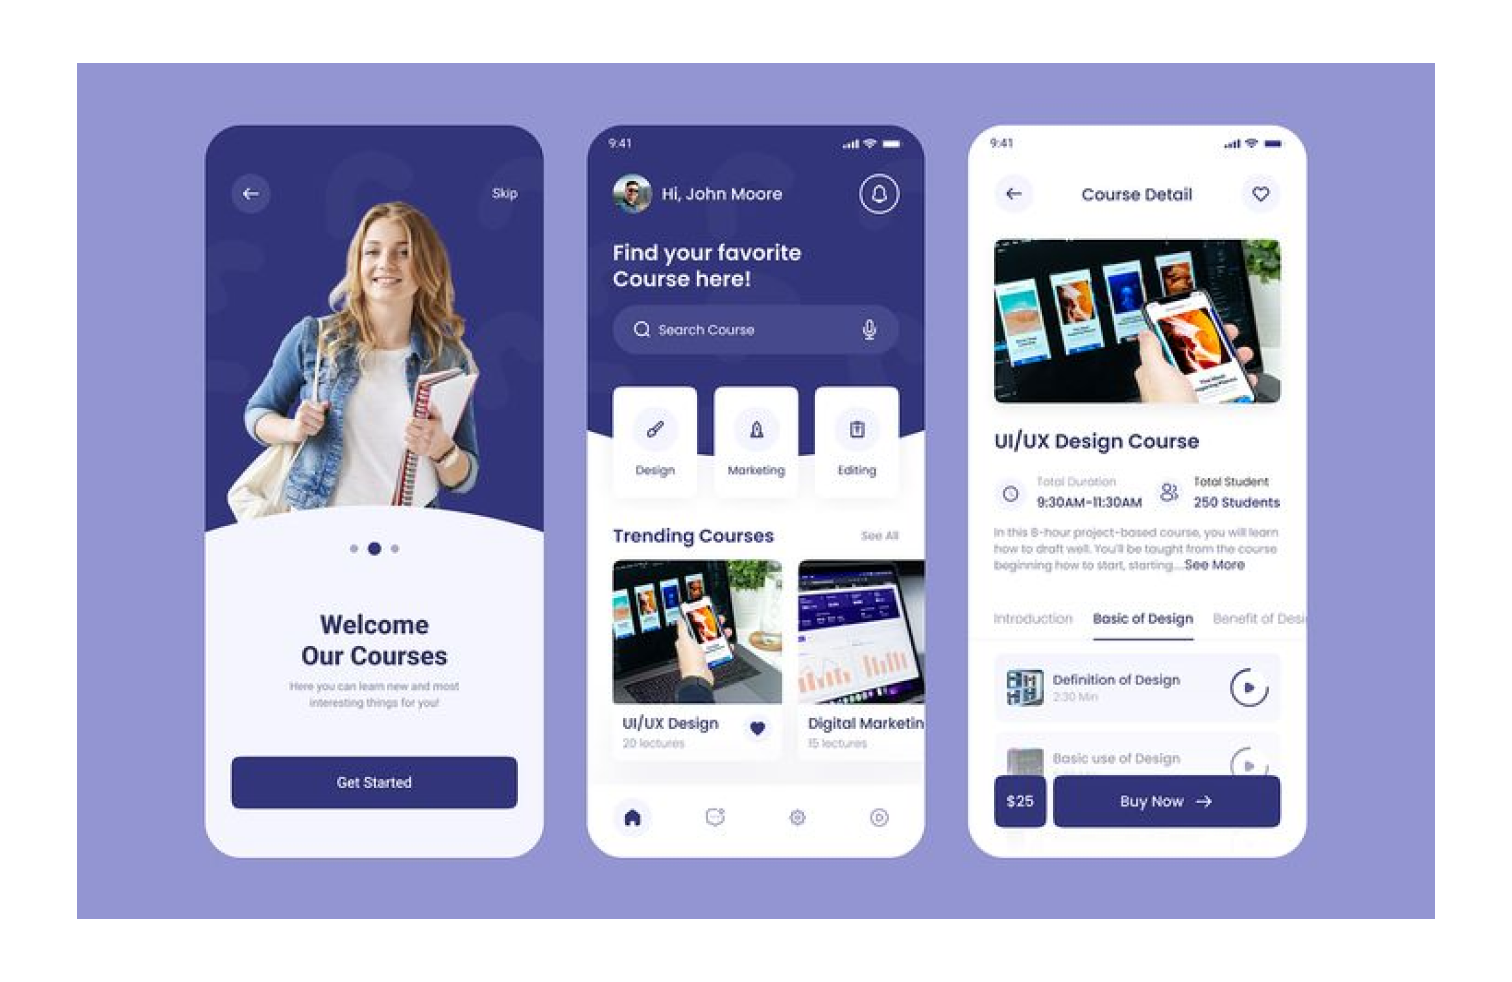 Skip
Welcome
Our Courses
Here you can learn new and most
interesting things for you!
Get Started
9:41
Hi, John Moore
Find your favorite
Course here!
Search Course
Design
Marketing
Editing
Trending Courses
See All
UI/UX Design
20 lectures
Digital Marketin
15 lectures
9:41
Course Detail
UI/UX Design Course
Total Duration
9:30AM-11:30AM
Total Student
250 Students
In this 8-hour project-based course, you will learn
how to draft well. You'll be taught from the course
beginning how to start, starting...See More
Introduction
Basic of Design
Benefit of Desi
Definition of Design
2:30 Min
Basic use of Design
$25
Buy Now